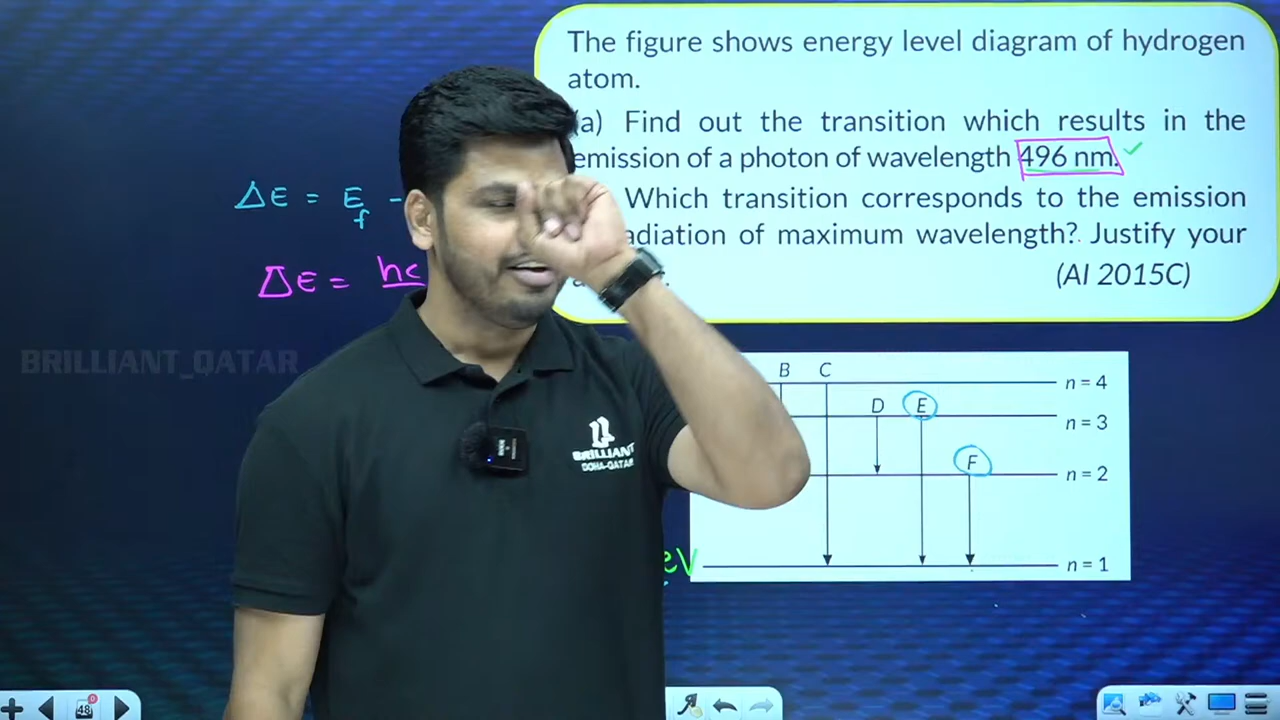 The figure shows energy level diagram of hydrogen
atom.
(a) Find out the transition which results in the
emission of a photon of wavelength 496 nm.
Which transition corresponds to the emission
radiation of maximum wavelength? Justify your
(AI 2015C)
ΔE = E_f -
ΔE = hc
BRILLIANT_QATAR
B C
n = 4
D E
n = 3
F
n = 2
eV
n = 1
BRILLIANT
DOHA-QATAR
48